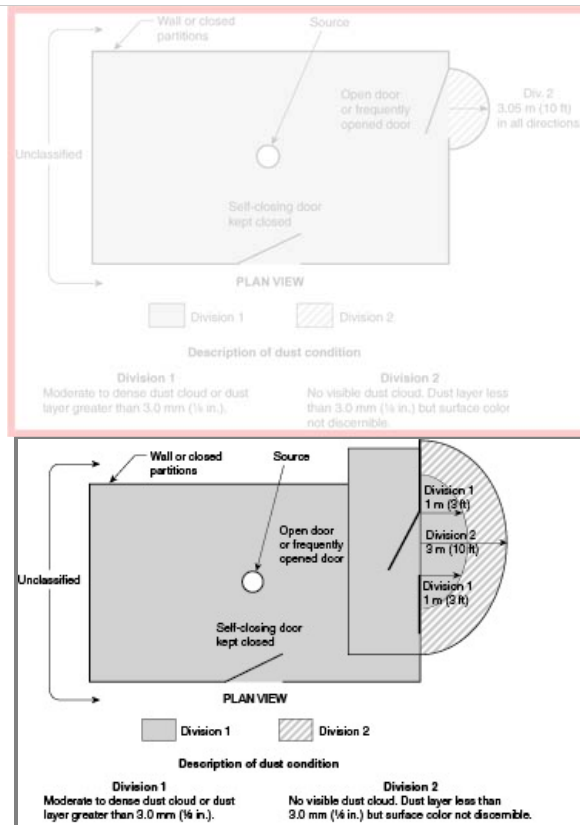 Wall or closed
partitions
Source
Open door
or frequently
opened door
Div. 2
3.05 m (10 ft)
in all directions
Unclassified
Self-closing door
kept closed
PLAN VIEW
Division 1
Division 2
Description of dust condition
Division 1
Moderate to dense dust cloud or dust
layer greater than 3.0 mm (⅛ in.).
Division 2
No visible dust cloud. Dust layer less
than 3.0 mm (⅛ in.) but surface color
not discernible.
Wall or closed
partitions
Source
Division 1
1 m (3 ft)
Open door
or frequently
opened door
Division 2
3 m (10 ft)
Unclassified
Division 1
1 m (3 ft)
Self-closing door
kept closed
PLAN VIEW
Division 1
Division 2
Description of dust condition
Division 1
Moderate to dense dust cloud or dust
layer greater than 3.0 mm (⅛ in.).
Division 2
No visible dust cloud. Dust layer less than
3.0 mm (⅛ in.) but surface color not discernible.